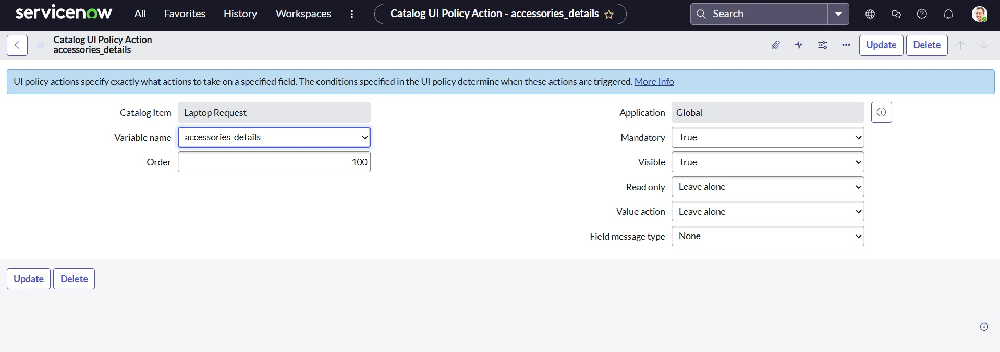 servicenow All Favorites History Workspaces Catalog UI Policy Action - accessories_details Search
Catalog UI Policy Action
accessories_details
Update Delete
UI policy actions specify exactly what actions to take on a specified field. The conditions specified in the UI policy determine when these actions are triggered. More Info
Catalog Item Laptop Request
Variable name accessories_details
Order 100
Application Global
Mandatory True
Visible True
Read only Leave alone
Value action Leave alone
Field message type None
Update Delete